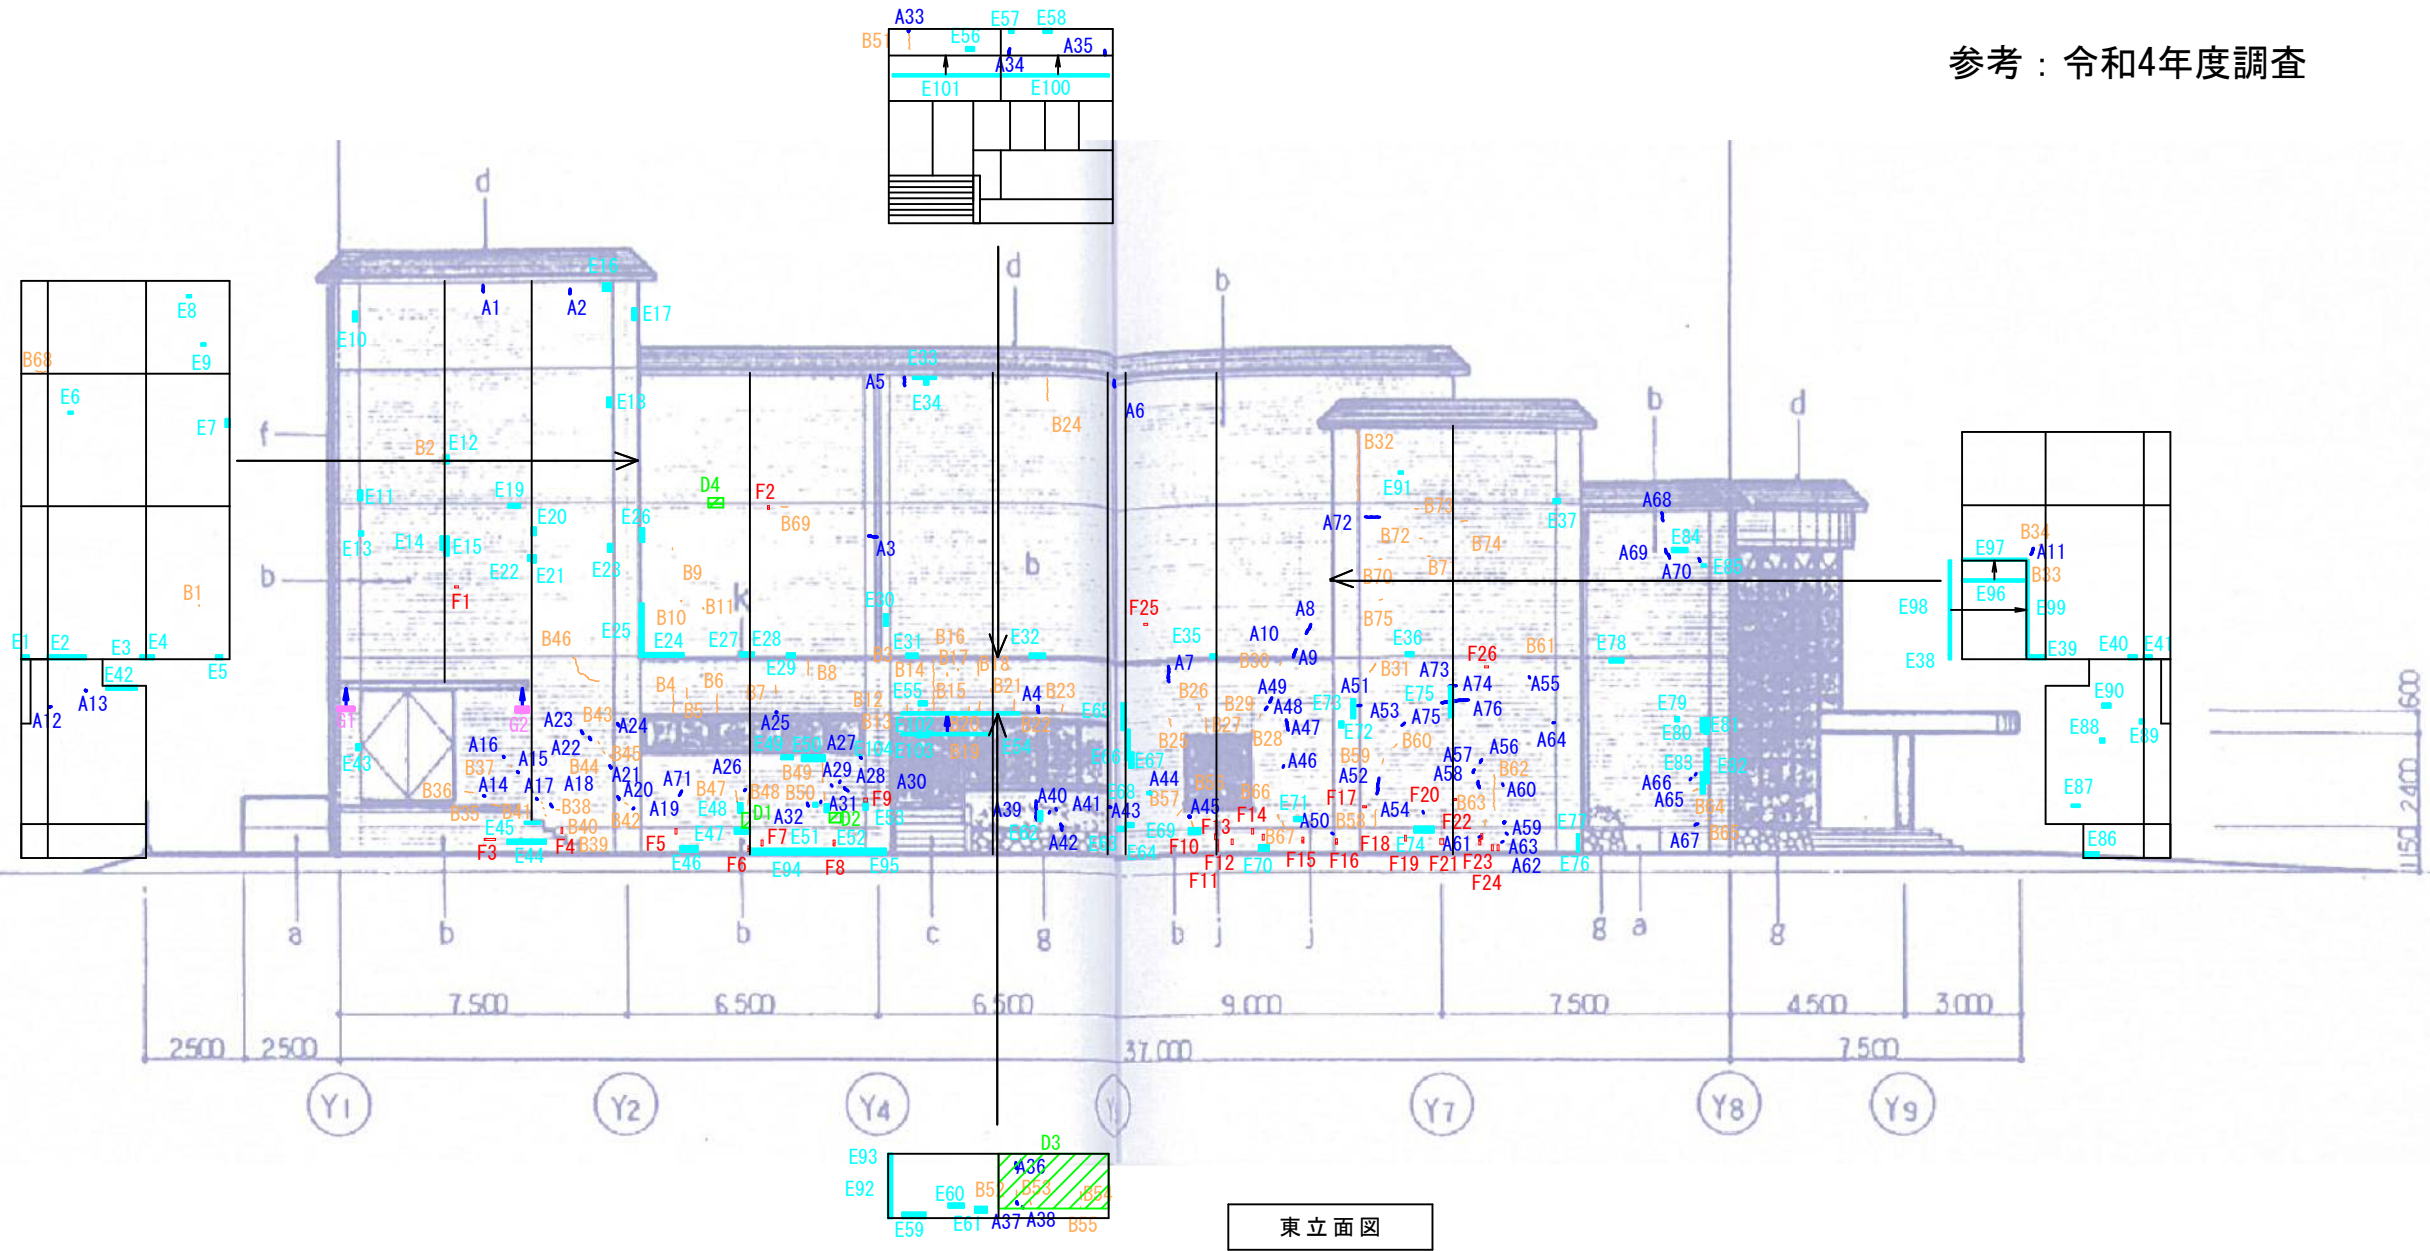 参考：令和4年度調査
A33 E57 E58
B51 E56 A35
A34
E101 E100
d
d
b
E16
E8 A1 A2 E17
E10
E9
B68
E33
A5
E6 E34
A6
E7 E18
B24
b d
f
B2 E12
B32
E91
D4 F2
E11 E19
B69
E26
E20
E14 E15
E13
E22 E21 E23
A3
b
A72 B73
B72 B74
E37
A68
E84
A69
A70
B34
E97 A11
b
B9
B70
B33
E96
B1 F1
B10 B11
k
E30
F25
A8
B75
E98 E99
E25 E24 E27 E28
B46
E29
E31 B16 E32
E35
A10
A9
E36
B61
E78
E38 E39 E40 E41
E1 E2 E3 E4 E5
E42
B8
B14 B17 B18
A7
B30
B31
F26
A73
A74
B4 B6 B7
B5
B12 E55 B15 B21 A4 B23
E65
B26
B29
A49
A48
A51
E73
E75
A55
A76
A12 A13
G1 G2
A23
B43
A24
A25
B13
E102 B20 B22
B27
A47
A53
A75
E72
E79
E80
E81
E90
E88
E89
600
A16
A22
B45
E49 E50
A27
E104 E103
B19
E54
B25
B28
B59
B60
A57 A56
A64
E43
B37
A15
B44
A26
E66 E67
A46
E83 E82
B36 A14 A17 A18
A21
A20
A71
B47 B48
B49
A29 A28
A30
A44
B66
A52
A58
B62
A66
B35
B41 B38
A19
B50
A31
F9
A39 A40 A41
E68
B57
A43
A45
F17
F20
B63
A60
A65
B64
E87
2400
E45
B40
B42
E48
D1
A32
D2
E53
E62
E69
F14
F13
E71
A50
B58
A54
F22
A59
E77
F3
E44
F4
B39
F5
E47
F7
E51 E52
A42
E63
E64
F10
F12
B67
E70
F15
F18
E74
A61
A63
A67
E86
150
E46
F6
E94
F8
E95
F11
F16
F19
F21
F23
A62
E76
F24
a b b c g b j j g a g
7.500 6.500 6.500 9.000 7.500 4.500 3.000
2500 2500 37.000 7.500
Y1 Y2 Y4 Y7 Y8 Y9
D3
E93
A36
E92 E60 B53 B54
E59 E61 A37 A38 B55
東立面図